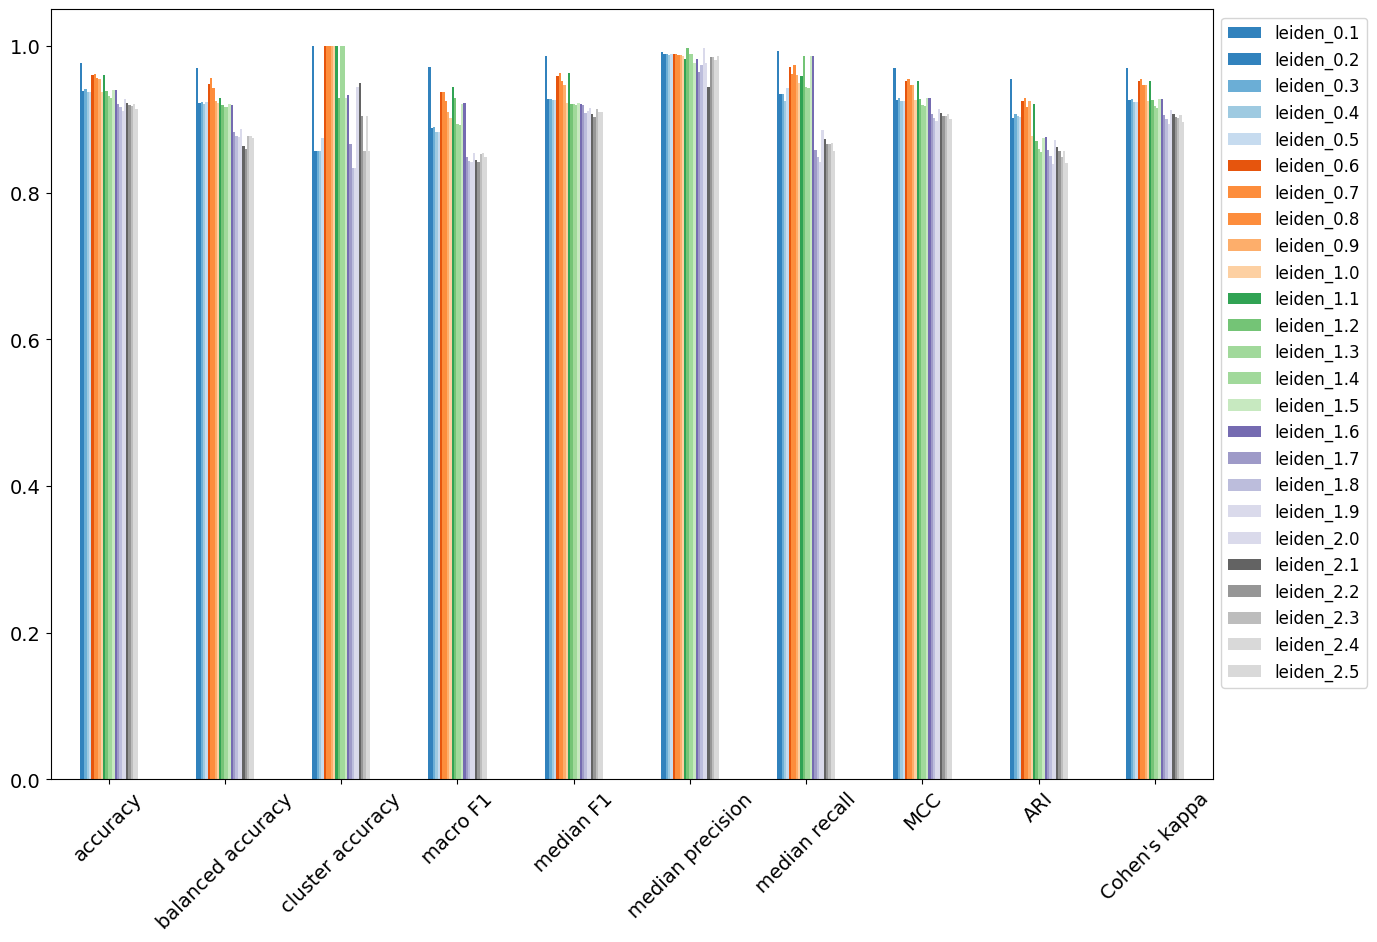 1.0
0.8
0.6
0.4
0.2
0.0
accuracy
balanced accuracy
cluster accuracy
macro F1
median F1
median precision
median recall
MCC
ARI
Cohen's kappa
leiden_0.1
leiden_0.2
leiden_0.3
leiden_0.4
leiden_0.5
leiden_0.6
leiden_0.7
leiden_0.8
leiden_0.9
leiden_1.0
leiden_1.1
leiden_1.2
leiden_1.3
leiden_1.4
leiden_1.5
leiden_1.6
leiden_1.7
leiden_1.8
leiden_1.9
leiden_2.0
leiden_2.1
leiden_2.2
leiden_2.3
leiden_2.4
leiden_2.5